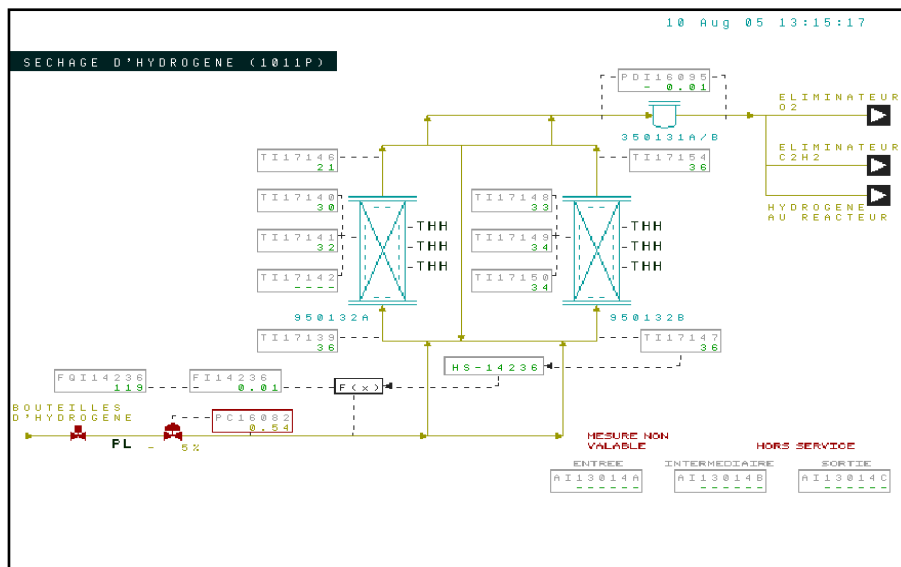 10 Aug 05 13:15:17
SECHAGE D'HYDROGENE (1011P)
PDI16095
- 0.01
ELIMINATEUR
O2
350131A/B
ELIMINATEUR
C2H2
HYDROGENE
AU REACTEUR
TI17146
21
TI17154
36
TI17140
30
TI17148
33
THH
THH
TI17141
32
TI17149
34
THH
THH
TI17142
----
TI17150
34
THH
THH
950132A
950132B
TI17139
36
TI17147
36
HS-14236
FQI14236
119
FI14236
- 0.01
F(x)
BOUTEILLES
D'HYDROGENE
PC16082
0.54
PL
- 5%
MESURE NON
VALABLE
HORS SERVICE
ENTREE
INTERMEDIAIRE
SORTIE
AI13014A
------
AI13014B
------
AI13014C
------